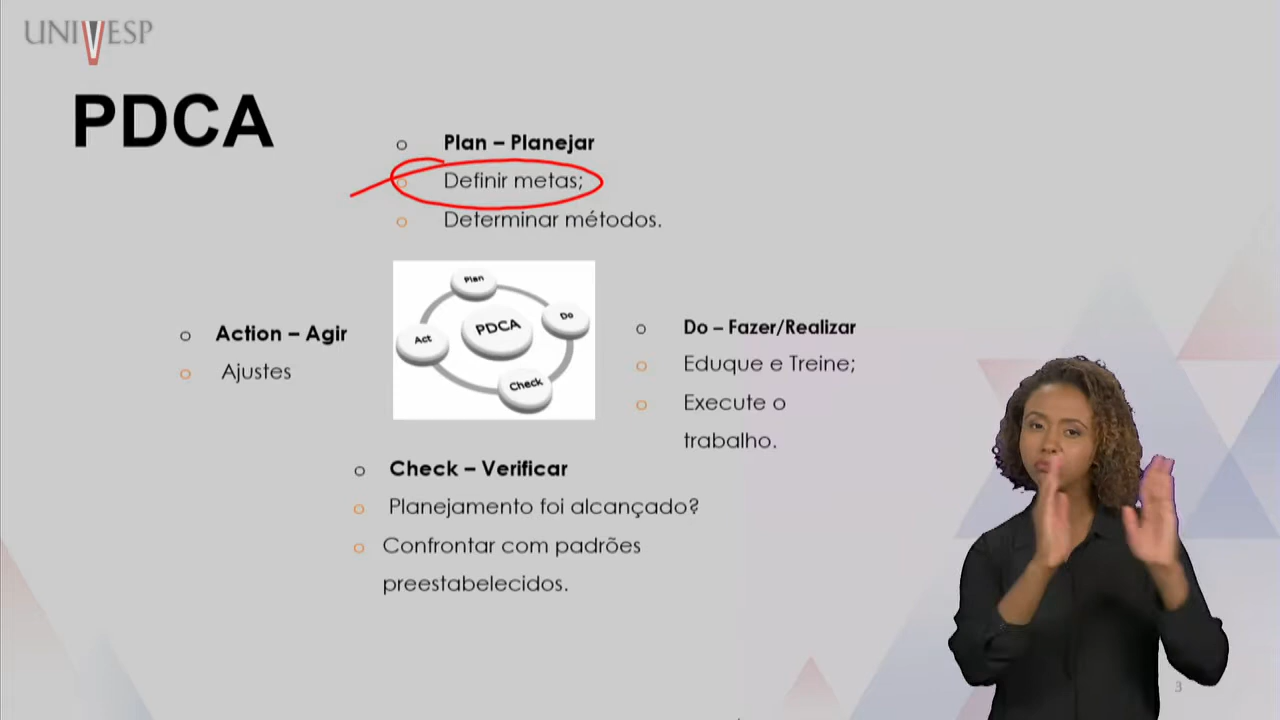 UNIVESP
PDCA
Plan – Planejar
Definir metas;
Determinar métodos.
Plan
Do
PDCA
Act
Check
Action – Agir
Ajustes
Do – Fazer/Realizar
Eduque e Treine;
Execute o
trabalho.
Check – Verificar
Planejamento foi alcançado?
Confrontar com padrões
preestabelecidos.
3